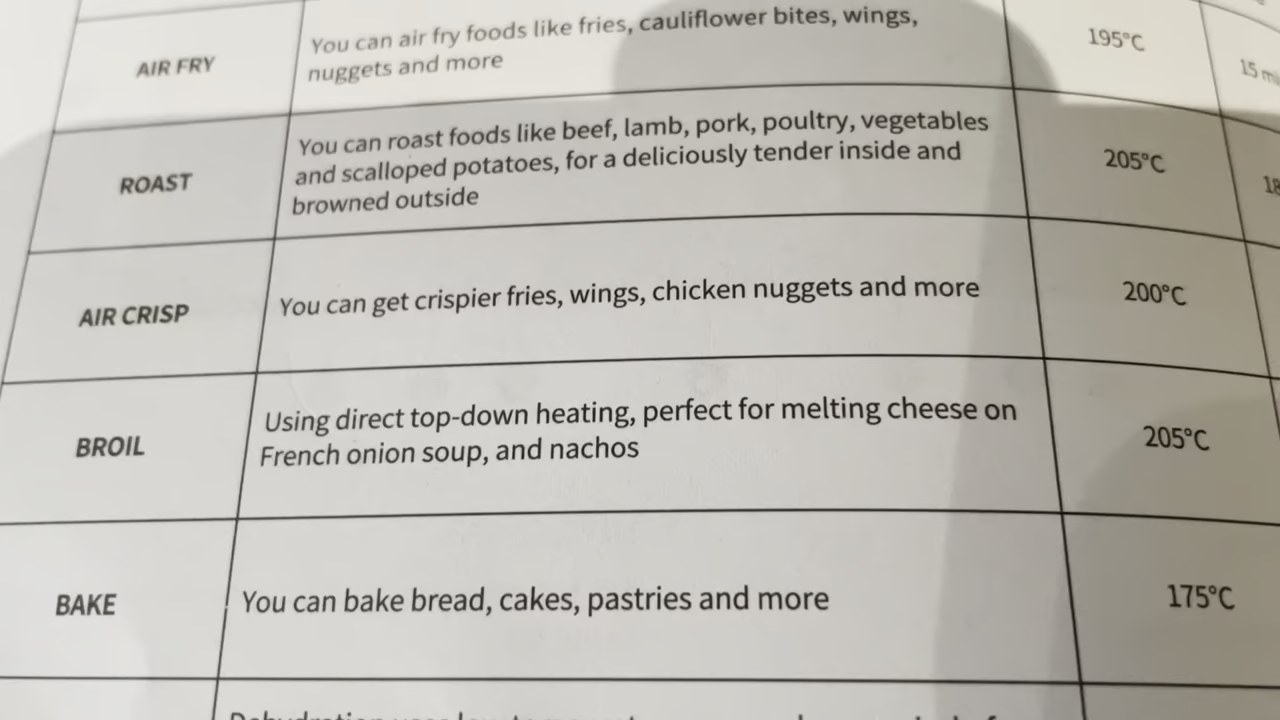 AIR FRY
You can air fry foods like fries, cauliflower bites, wings,
nuggets and more
195°C
15
ROAST
You can roast foods like beef, lamb, pork, poultry, vegetables
and scalloped potatoes, for a deliciously tender inside and
browned outside
205°C
18
AIR CRISP
You can get crispier fries, wings, chicken nuggets and more
200°C
BROIL
Using direct top-down heating, perfect for melting cheese on
French onion soup, and nachos
205°C
BAKE
You can bake bread, cakes, pastries and more
175°C